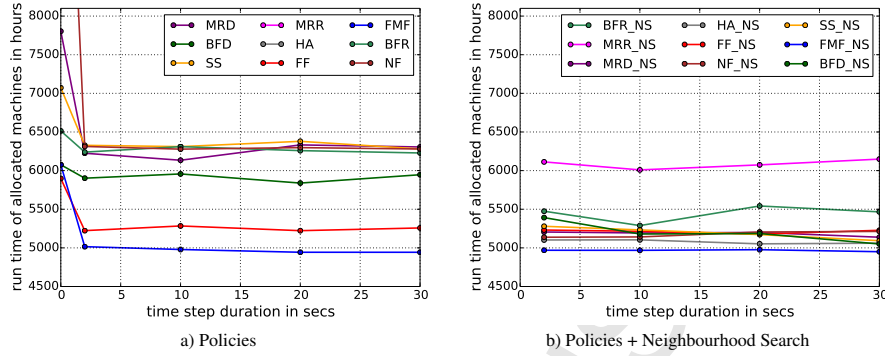 8000
7500
7000
6500
6000
5500
5000
4500
0 5 10 15 20 25 30
run time of allocated machines in hours
time step duration in secs
MRD MRR FMF
BFD HA BFR
SS FF NF
a) Policies
8000
7500
7000
6500
6000
5500
5000
4500
0 5 10 15 20 25 30
run time of allocated machines in hours
time step duration in secs
BFR_NS HA_NS SS_NS
MRR_NS FF_NS FMF_NS
MRD_NS NF_NS BFD_NS
b) Policies + Neighbourhood Search